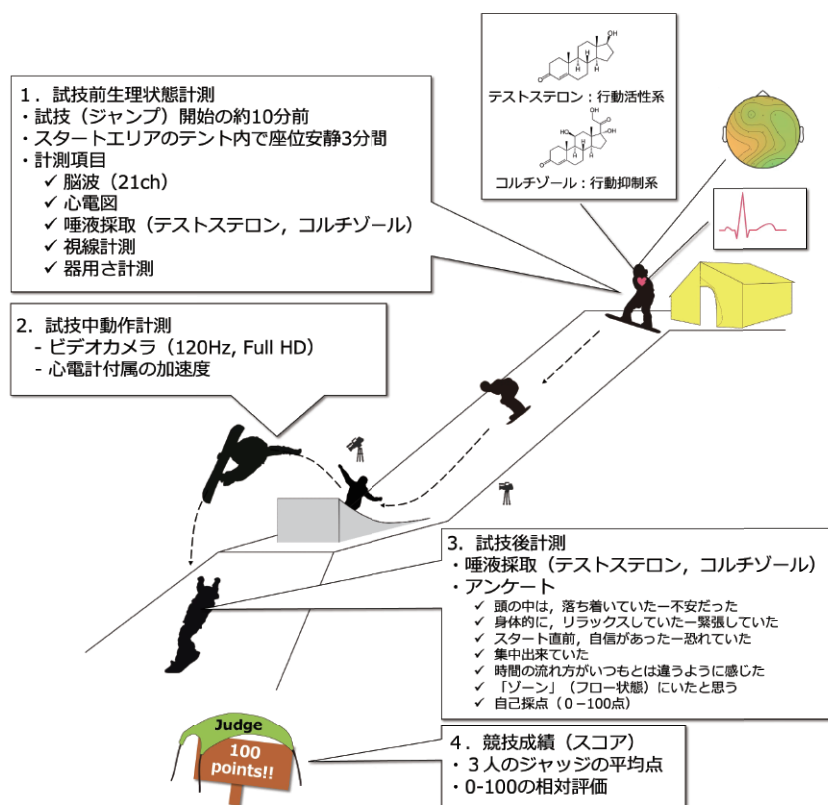 1．試技前生理状態計測
・試技（ジャンプ）開始の約10分前
・スタートエリアのテント内で座位安静3分間
・計測項目
✓ 脳波（21ch）
✓ 心電図
✓ 唾液採取（テストステロン，コルチゾール）
✓ 視線計測
✓ 器用さ計測
OH
H
H
H
O
テストステロン：行動活性系
OH
O
HO
OH
H
H
H
O
コルチゾール：行動抑制系
2．試技中動作計測
- ビデオカメラ（120Hz, Full HD）
- 心電計付属の加速度
3．試技後計測
・唾液採取（テストステロン，コルチゾール）
・アンケート
✓ 頭の中は，落ち着いていたー不安だった
✓ 身体的に，リラックスしていたー緊張していた
✓ スタート直前，自信があったー恐れていた
✓ 集中出来ていた
✓ 時間の流れ方がいつもとは違うように感じた
✓ 「ゾーン」（フロー状態）にいたと思う
✓ 自己採点（０－100点）
Judge
100
points!!
４．競技成績（スコア）
・３人のジャッジの平均点
・0-100の相対評価